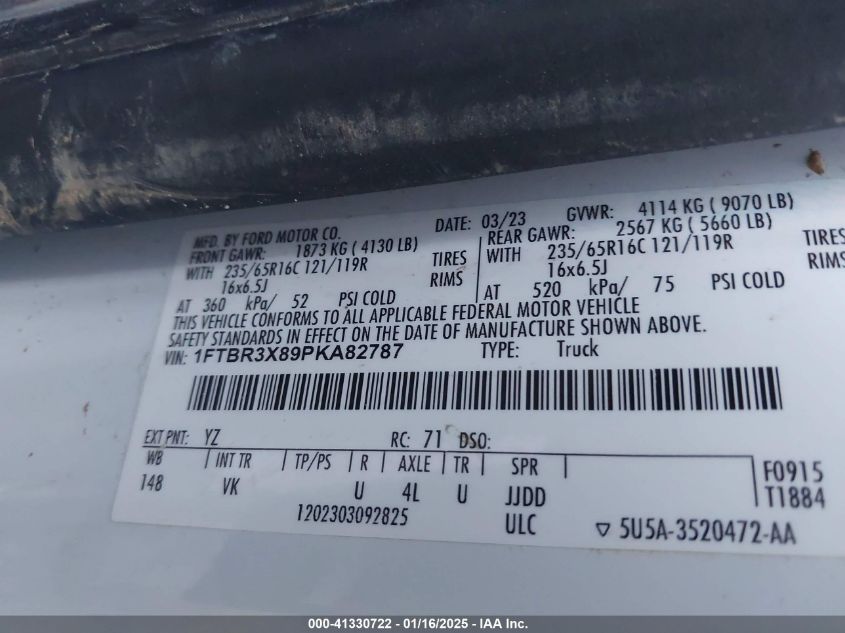 MFD. BY FORD MOTOR CO. DATE: 03/23 GVWR: 4114 KG ( 9070 LB)
FRONT GAWR: 1873 KG ( 4130 LB) REAR GAWR: 2567 KG ( 5660 LB)
WITH 235/65R16C 121/119R TIRES WITH 235/65R16C 121/119R TIRES
16x6.5J RIMS 16x6.5J RIMS
AT 360 kPa/ 52 PSI COLD AT 520 kPa/ 75 PSI COLD
THIS VEHICLE CONFORMS TO ALL APPLICABLE FEDERAL MOTOR VEHICLE
SAFETY STANDARDS IN EFFECT ON THE DATE OF MANUFACTURE SHOWN ABOVE.
VIN: 1FTBR3X89PKA82787 TYPE: Truck
EXT PNT: YZ RC: 71 DSO:
WB INT TR TP/PS R AXLE TR SPR F0915
148 VK U 4L U JJDD T1884
1202303092825 ULC ▽ 5U5A-3520472-AA
000-41330722 - 01/16/2025 - IAA Inc.